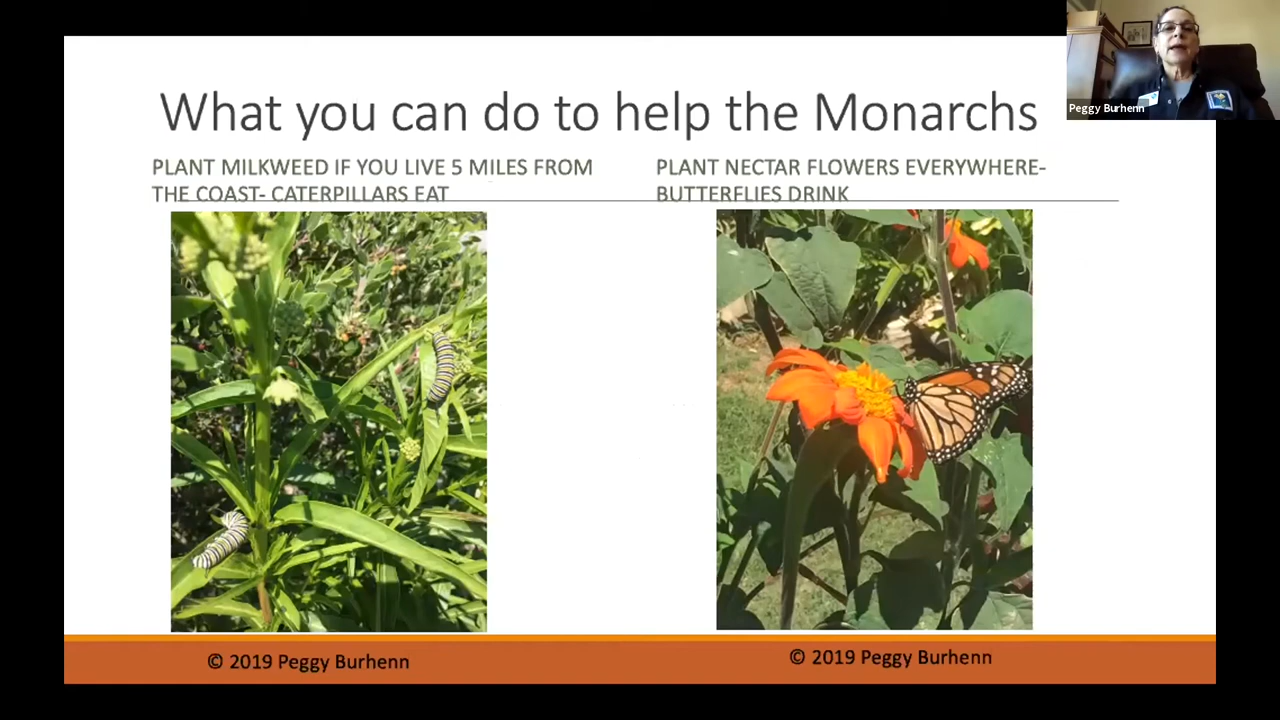 What you can do to help the Monarchs
PLANT MILKWEED IF YOU LIVE 5 MILES FROM
THE COAST- CATERPILLARS EAT
PLANT NECTAR FLOWERS EVERYWHERE-
BUTTERFLIES DRINK
© 2019 Peggy Burhenn
© 2019 Peggy Burhenn
Peggy Burhenn